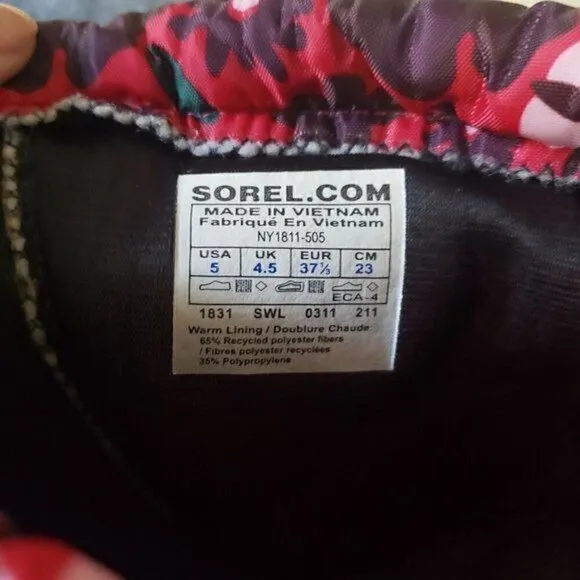 SOREL.COM
MADE IN VIETNAM
Fabriqué En Vietnam
NY1811-505
USA UK EUR CM
5 4.5 37⅓ 23
ECA-4
1831 SWL 0311 211
Warm Lining / Doublure Chaude
65% Recycled polyester fibers
/ Fibres polyester recyclées
35% Polypropylene